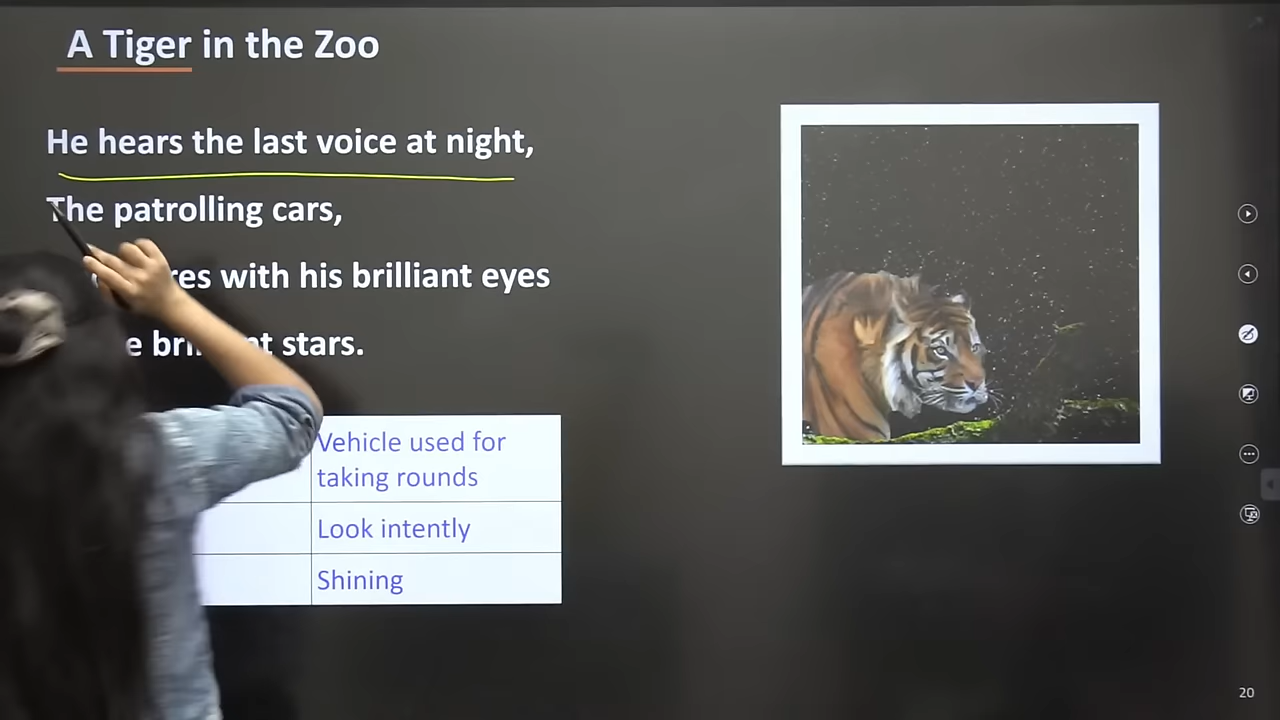 A Tiger in the Zoo
He hears the last voice at night,
The patrolling cars,
with his brilliant eyes
stars.
Vehicle used for
taking rounds
Look intently
Shining
20